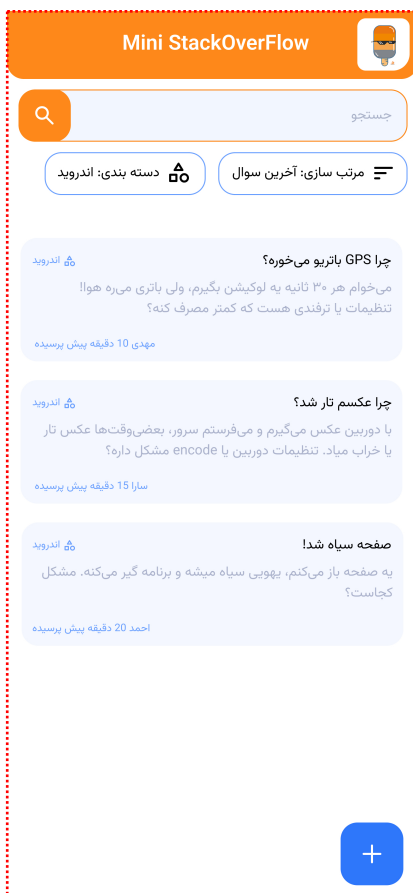 Mini StackOverFlow
جستجو
مرتب سازی: آخرین سوال
دسته بندی: اندروید
چرا GPS باتریو می‌خوره؟
اندروید
می‌خوام هر ۳۰ ثانیه یه لوکیشن بگیرم، ولی باتری می‌ره هوا!
تنظیمات یا ترفندی هست که کمتر مصرف کنه؟
مهدی 10 دقیقه پیش پرسیده
چرا عکسم تار شد؟
اندروید
با دوربین عکس می‌گیرم و می‌فرستم سرور، بعضی‌وقت‌ها عکس تار
یا خراب میاد. تنظیمات دوربین یا encode مشکل داره؟
سارا 15 دقیقه پیش پرسیده
صفحه سیاه شد!
اندروید
یه صفحه باز می‌کنم، یهویی سیاه میشه و برنامه گیر می‌کنه. مشکل
کجاست؟
احمد 20 دقیقه پیش پرسیده